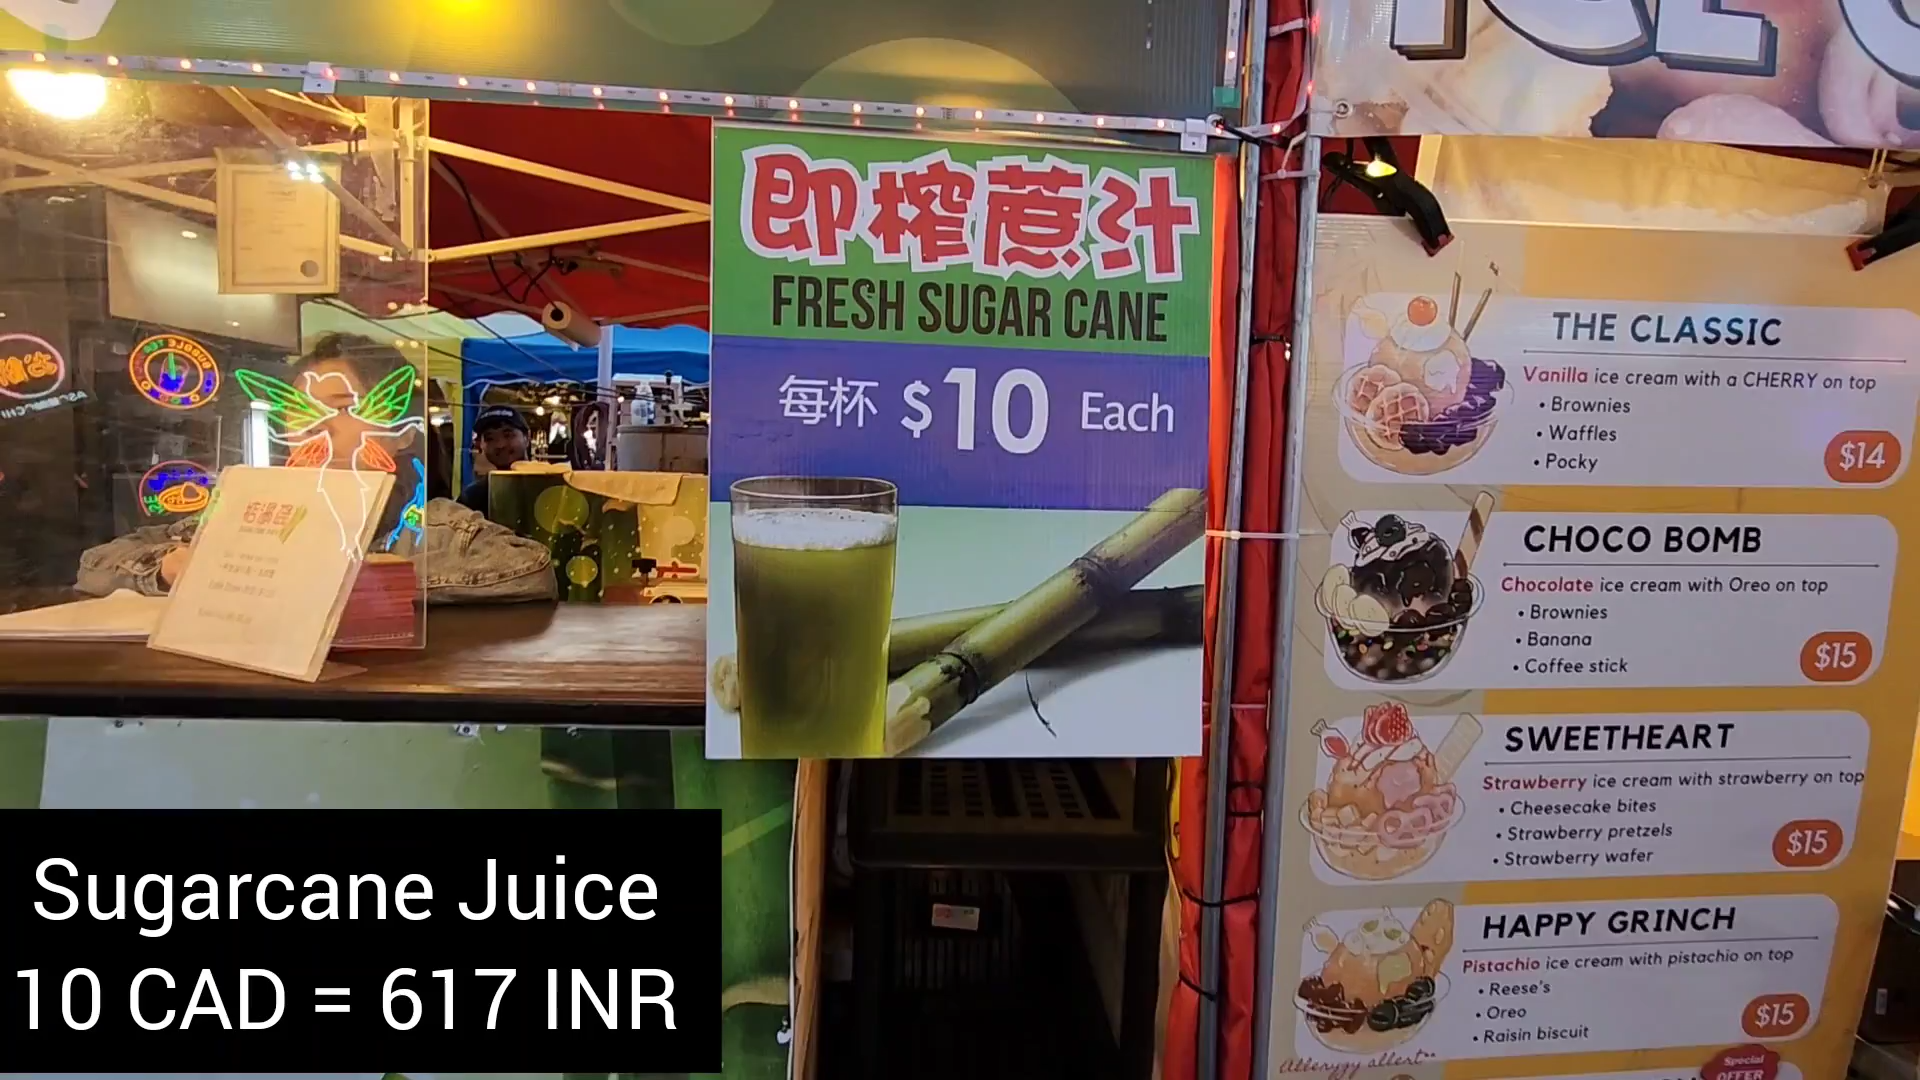 即榨蔗汁
FRESH SUGAR CANE
每杯 $10 Each
THE CLASSIC
Vanilla ice cream with a CHERRY on top
• Brownies
• Waffles
• Pocky
$14
CHOCO BOMB
Chocolate ice cream with Oreo on top
• Brownies
• Banana
• Coffee stick
$15
SWEETHEART
Strawberry ice cream with strawberry on top
• Cheesecake bites
• Strawberry pretzels
• Strawberry wafer
$15
HAPPY GRINCH
Pistachio ice cream with pistachio on top
• Reese's
• Oreo
• Raisin biscuit
$15
Allerygy allert**
Special
OFFER
Sugarcane Juice
10 CAD = 617 INR